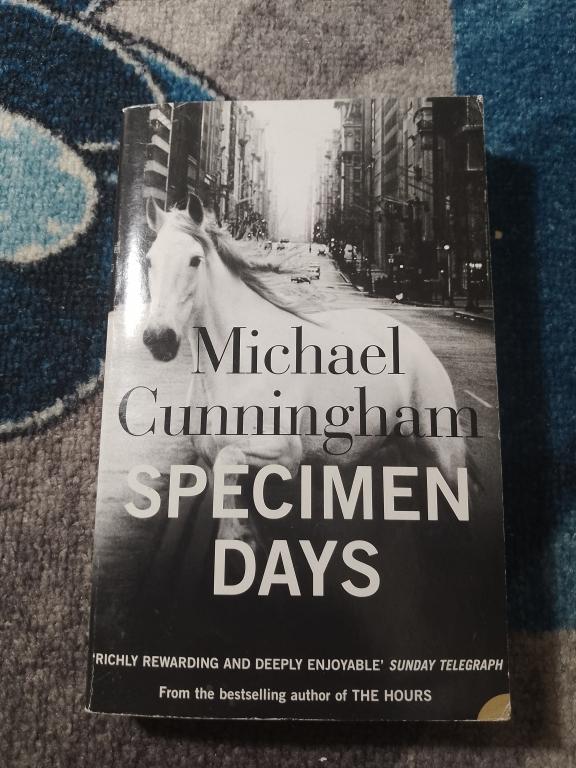 Michael
Cunningham
SPECIMEN
DAYS
'RICHLY REWARDING AND DEEPLY ENJOYABLE' SUNDAY TELEGRAPH
From the bestselling author of THE HOURS